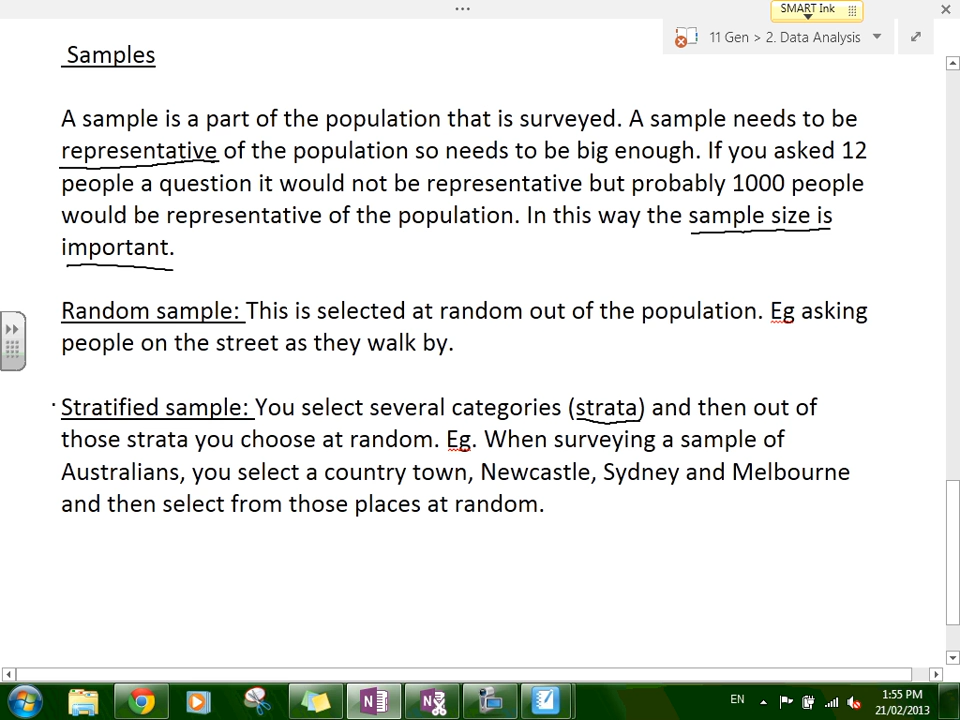 SMART Ink
11 Gen > 2. Data Analysis
Samples
A sample is a part of the population that is surveyed. A sample needs to be
representative of the population so needs to be big enough. If you asked 12
people a question it would not be representative but probably 1000 people
would be representative of the population. In this way the sample size is
important.
Random sample: This is selected at random out of the population. Eg asking
people on the street as they walk by.
Stratified sample: You select several categories (strata) and then out of
those strata you choose at random. Eg. When surveying a sample of
Australians, you select a country town, Newcastle, Sydney and Melbourne
and then select from those places at random.
EN
1:55 PM
21/02/2013